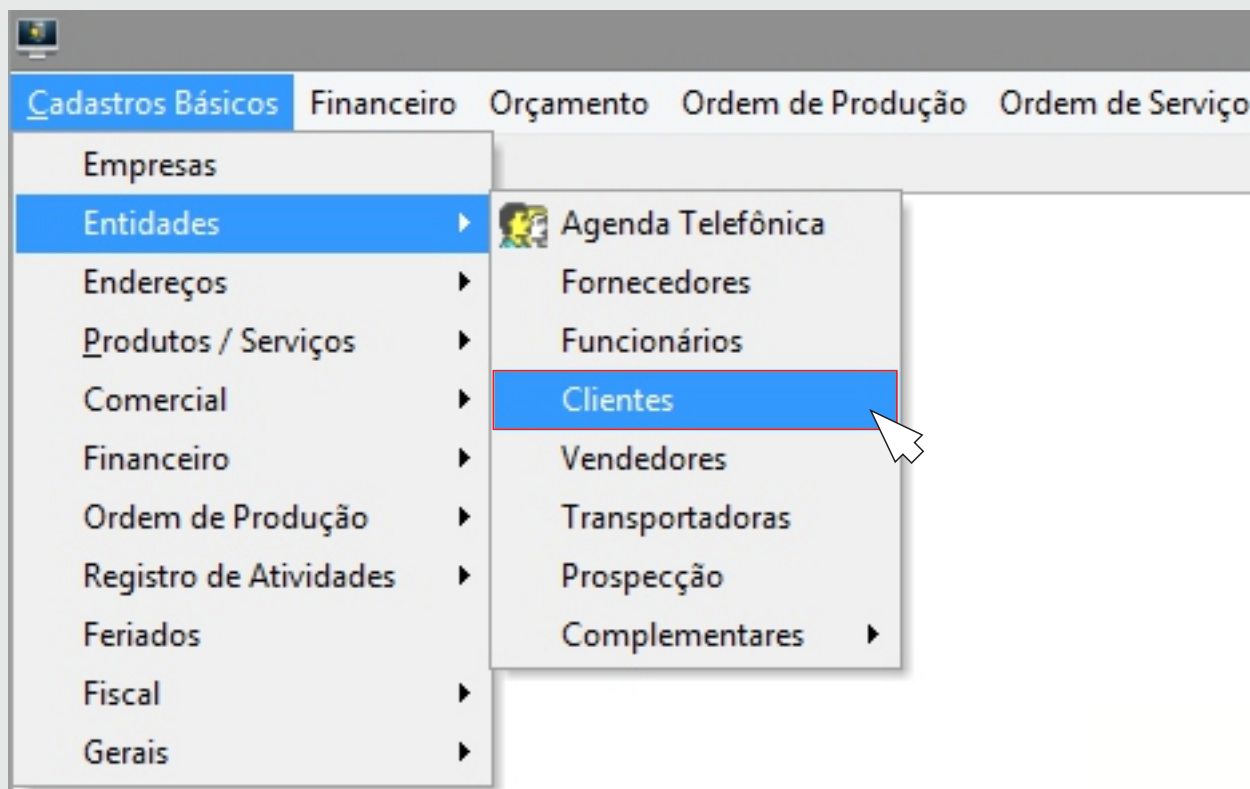 Cadastros Básicos Financeiro Orçamento Ordem de Produção Ordem de Serviço
Empresas
Entidades
Endereços
Produtos / Serviços
Comercial
Financeiro
Ordem de Produção
Registro de Atividades
Feriados
Fiscal
Gerais
Agenda Telefônica
Fornecedores
Funcionários
Clientes
Vendedores
Transportadoras
Prospecção
Complementares